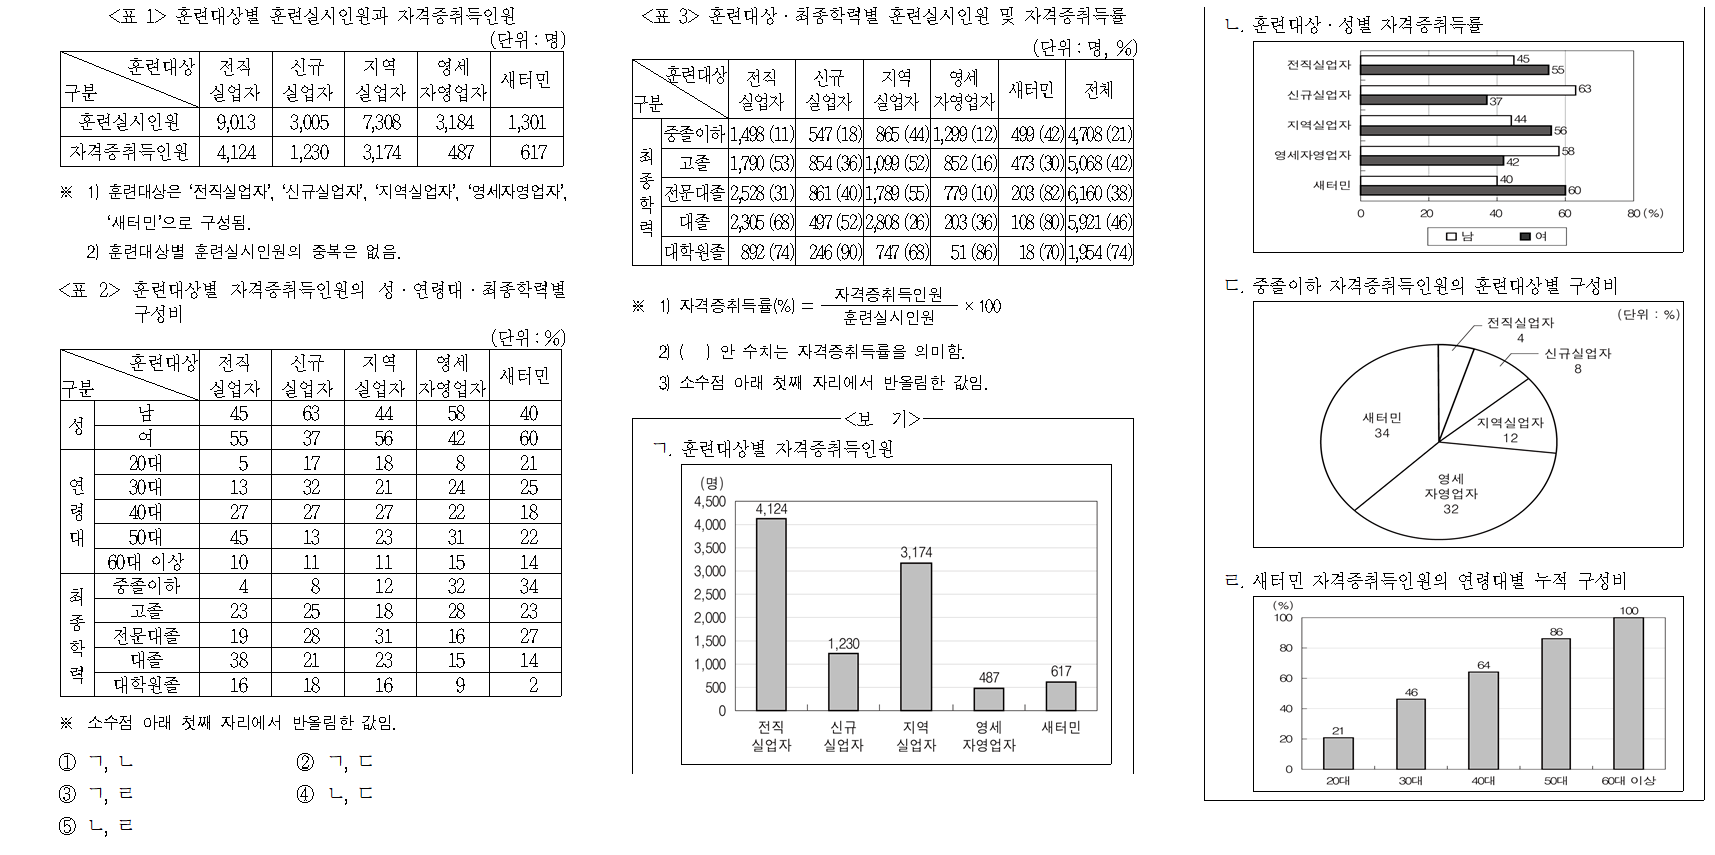 <표 1> 훈련대상별 훈련실시인원과 자격증취득인원
(단위 : 명)
훈련대상 전직 신규 지역 영세 새터민
구분 실업자 실업자 실업자 자영업자
훈련실시인원 9,013 3,005 7,308 3,184 1,301
자격증취득인원 4,124 1,230 3,174 487 617
※ 1) 훈련대상은 ‘전직실업자’, ‘신규실업자’, ‘지역실업자’, ‘영세자영업자’,
‘새터민’으로 구성됨.
2) 훈련대상별 훈련실시인원의 중복은 없음.
<표 2> 훈련대상별 자격증취득인원의 성 · 연령대 · 최종학력별
구성비
(단위 : %)
훈련대상 전직 신규 지역 영세 새터민
구분 실업자 실업자 실업자 자영업자
성 남 45 63 44 58 40
여 55 37 56 42 60
연령대 20대 5 17 18 8 21
30대 13 32 21 24 25
40대 27 27 27 22 18
50대 45 13 23 31 22
60대 이상 10 11 11 15 14
최종학력 중졸이하 4 8 12 32 34
고졸 23 25 18 28 23
전문대졸 19 28 31 16 27
대졸 38 21 23 15 14
대학원졸 16 18 16 9 2
※ 소수점 아래 첫째 자리에서 반올림한 값임.
① ㄱ, ㄴ
② ㄱ, ㄷ
③ ㄱ, ㄹ
④ ㄴ, ㄷ
⑤ ㄴ, ㄹ
<표 3> 훈련대상 · 최종학력별 훈련실시인원 및 자격증취득률
(단위 : 명, %)
훈련대상 전직 신규 지역 영세 새터민 전체
구분 실업자 실업자 실업자 자영업자
최종학력 중졸이하 1,498 (11) 547 (18) 865 (44) 1,299 (12) 499 (42) 4,708 (21)
고졸 1,790 (53) 854 (36) 1,099 (52) 852 (16) 473 (30) 5,068 (42)
전문대졸 2,528 (31) 861 (40) 1,789 (55) 779 (10) 203 (82) 6,160 (38)
대졸 2,305 (68) 497 (52) 2,808 (26) 203 (36) 108 (80) 5,921 (46)
대학원졸 892 (74) 246 (90) 747 (68) 51 (86) 18 (70) 1,954 (74)
※ 1) 자격증취득률(%) = 자격증취득인원 / 훈련실시인원 × 100
2) ( ) 안 수치는 자격증취득률을 의미함.
3) 소수점 아래 첫째 자리에서 반올림한 값임.
<보 기>
ㄱ. 훈련대상별 자격증취득인원
(명)
4,500
4,000
3,500
3,000
2,500
2,000
1,500
1,000
500
0
4,124
1,230
3,174
487
617
전직 신규 지역 영세 새터민
실업자 실업자 실업자 자영업자
ㄴ. 훈련대상 · 성별 자격증취득률
전직실업자 45
55
신규실업자 63
37
지역실업자 44
56
영세자영업자 58
42
새터민 40
60
0 20 40 60 80 (%)
남 여
ㄷ. 중졸이하 자격증취득인원의 훈련대상별 구성비
(단위 : %)
전직실업자
4
신규실업자
8
지역실업자
12
영세
자영업자
32
새터민
34
ㄹ. 새터민 자격증취득인원의 연령대별 누적 구성비
(%)
100
80
60
40
20
0
21
46
64
86
100
20대 30대 40대 50대 60대 이상